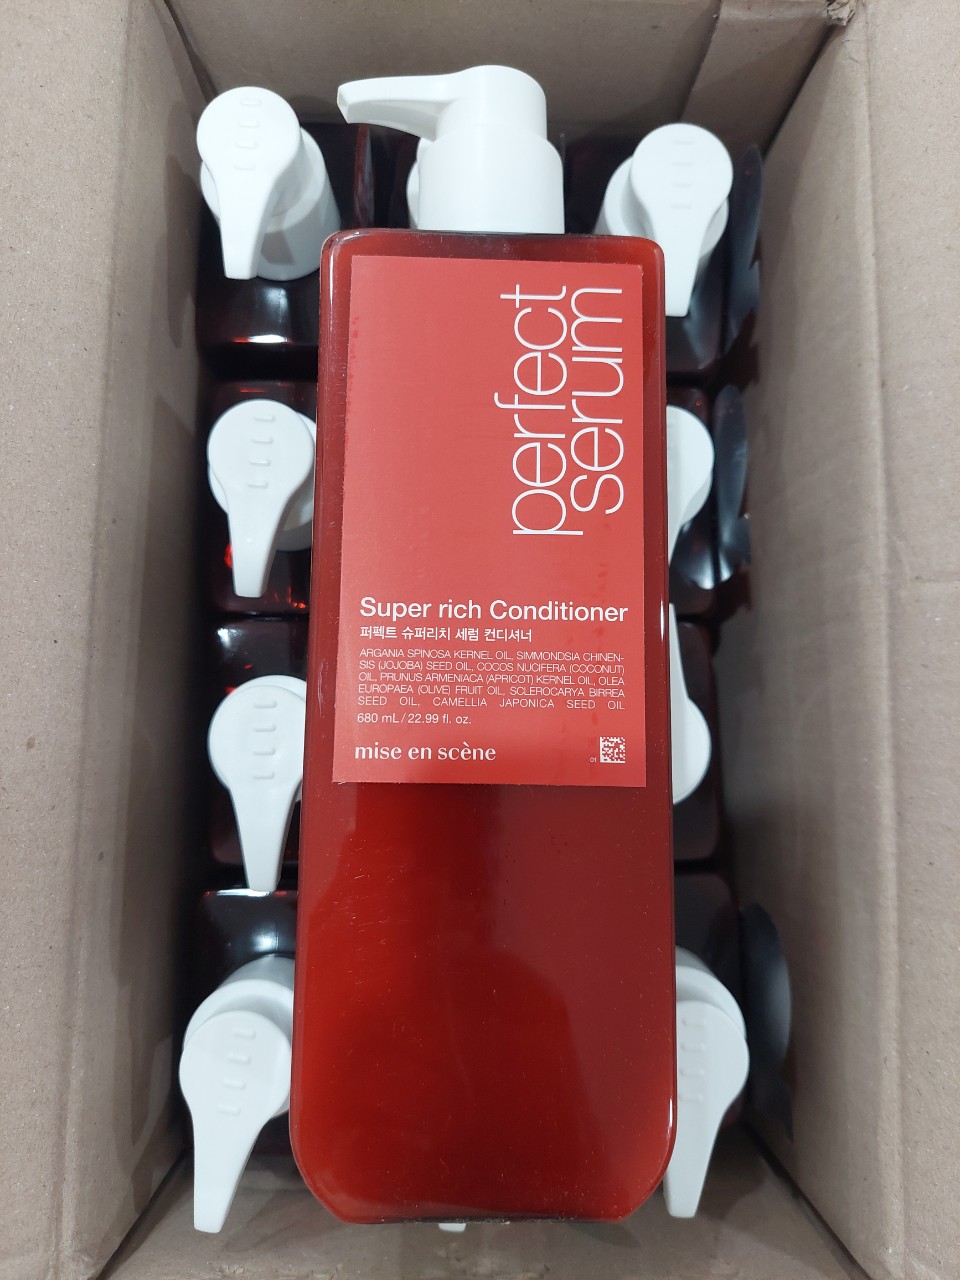 perfect
serum
Super rich Conditioner
퍼펙트 슈퍼리치 세럼 컨디셔너
ARGANIA SPINOSA KERNEL OIL, SIMMONDSIA CHINEN-
SIS (JOJOBA) SEED OIL, COCOS NUCIFERA (COCONUT)
OIL, PRUNUS ARMENIACA (APRICOT) KERNEL OIL, OLEA
EUROPAEA (OLIVE) FRUIT OIL, SCLEROCARYA BIRREA
SEED OIL, CAMELLIA JAPONICA SEED OIL
680 mL / 22.99 fl. oz.
mise en scène
01